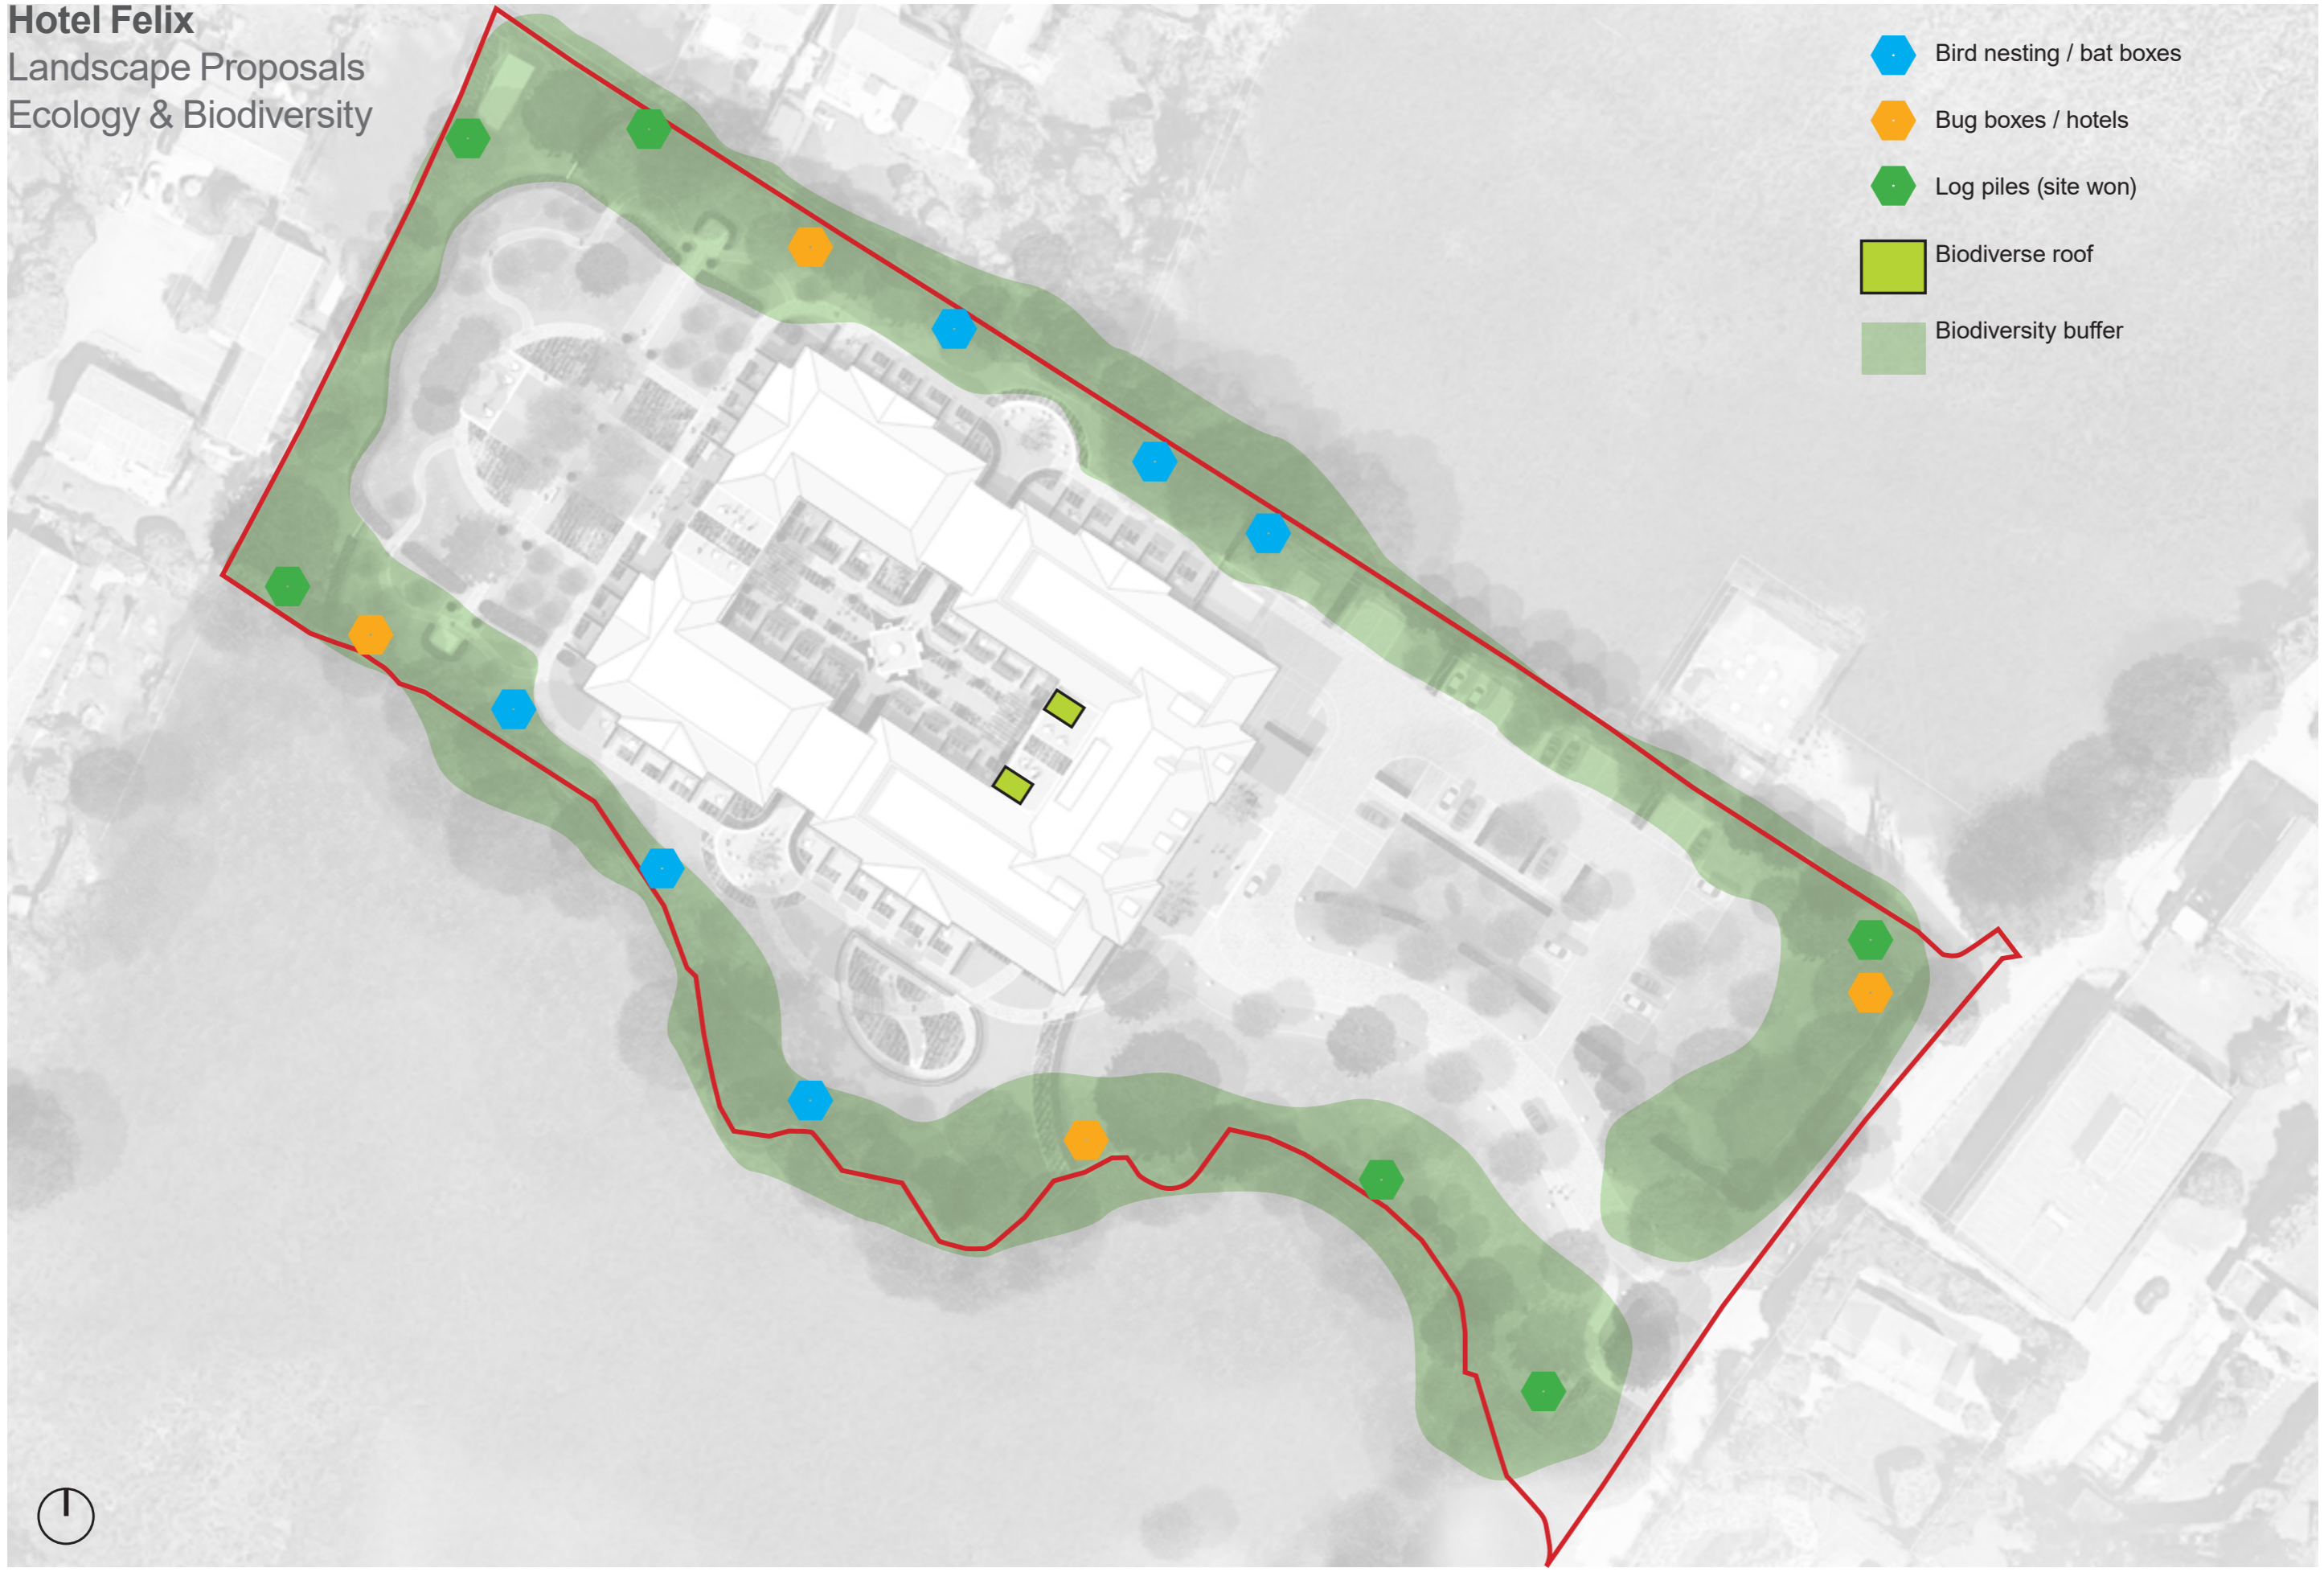 Hotel Felix
Landscape Proposals
Ecology & Biodiversity
Bird nesting / bat boxes
Bug boxes / hotels
Log piles (site won)
Biodiverse roof
Biodiversity buffer